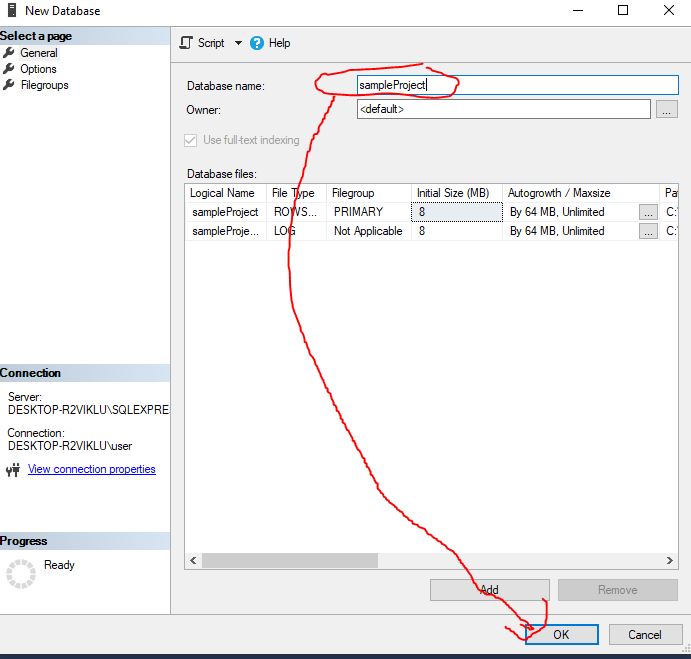 New Database
Select a page
General
Options
Filegroups
Script
Help
Database name:
sampleProject
Owner:
<default>
...
Use full-text indexing
Database files:
Logical Name File Type Filegroup Initial Size (MB) Autogrowth / Maxsize Pa
sampleProject ROWS... PRIMARY 8 By 64 MB, Unlimited ... C:\
sampleProje... LOG Not Applicable 8 By 64 MB, Unlimited ... C:\
Connection
Server:
DESKTOP-R2VIKLU\SQLEXPRE
Connection:
DESKTOP-R2VIKLU\user
View connection properties
Progress
Ready
Add Remove
OK Cancel